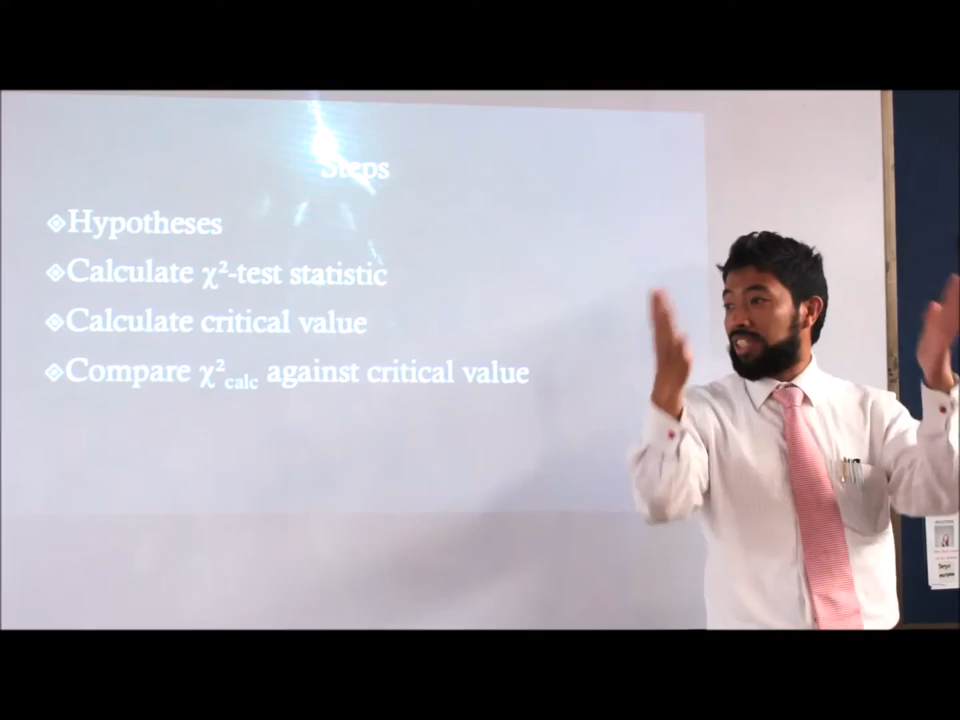 Steps
◈Hypotheses
◈Calculate χ²-test statistic
◈Calculate critical value
◈Compare χ²calc against critical value